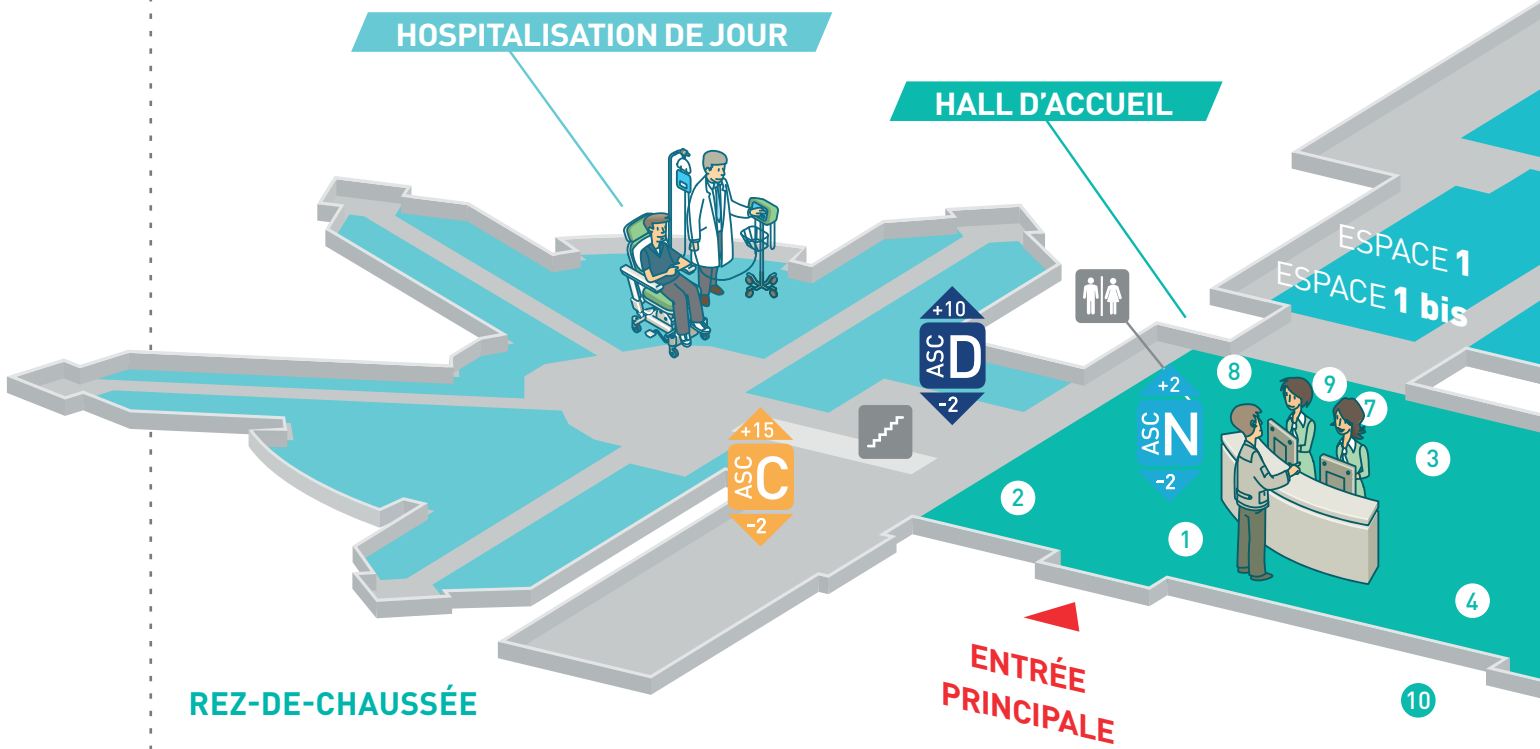 HOSPITALISATION DE JOUR
HALL D'ACCUEIL
ESPACE 1
ESPACE 1 bis
+10
ASC D
-2
+2
ASC N
-2
+15
ASC C
-2
8
9
7
3
2
1
4
10
ENTRÉE
PRINCIPALE
REZ-DE-CHAUSSÉE